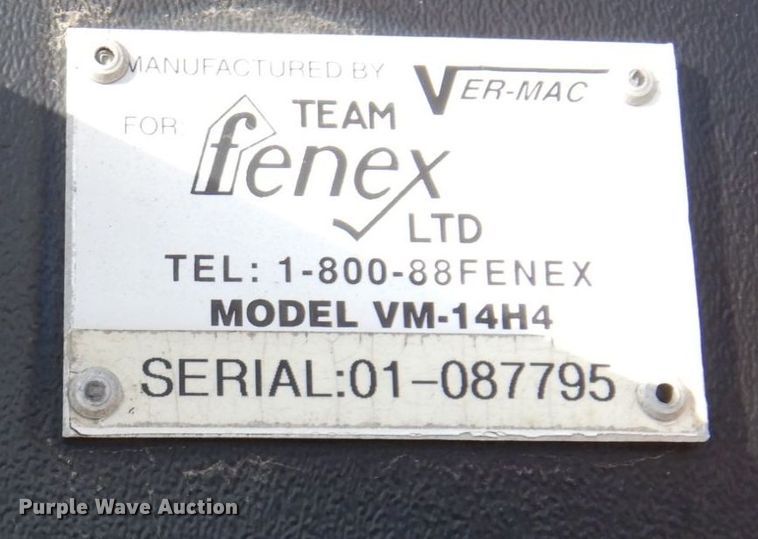 MANUFACTURED BY VER-MAC
FOR: TEAM
fenex
LTD
TEL: 1-800-88FENEX
MODEL VM-14H4
SERIAL:01-087795
Purple Wave Auction